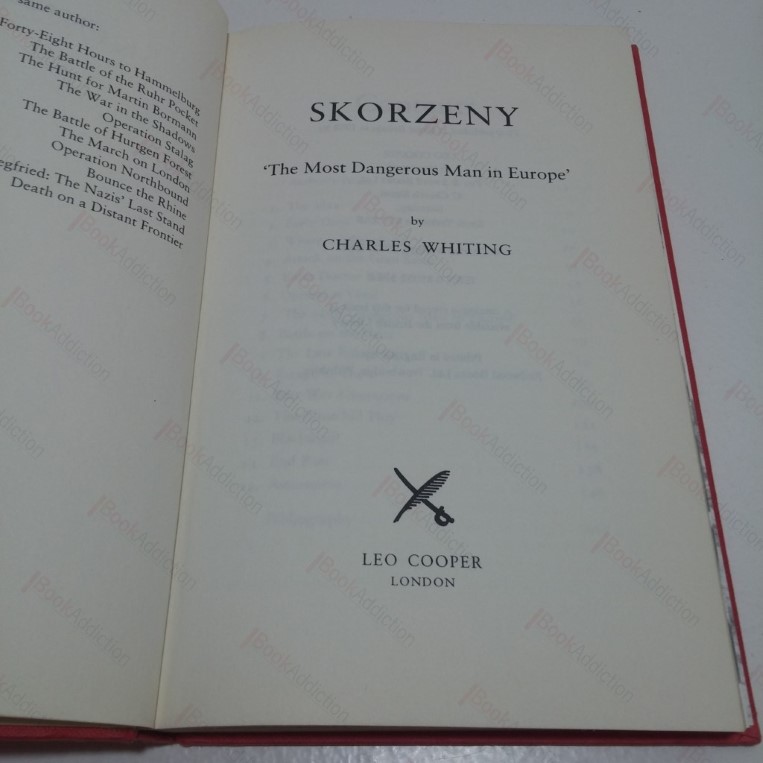 same author:
Forty-Eight Hours to Hammelburg
The Battle of the Ruhr Pocket
The Hunt for Martin Bormann
The War in the Shadows
Operation Stalag
The Battle of Hurtgen Forest
The March on London
Operation Northbound
Bounce the Rhine
egfried: The Nazis' Last Stand
Death on a Distant Frontier
SKORZENY
'The Most Dangerous Man in Europe'
by
CHARLES WHITING
LEO COOPER
LONDON
iBookAddiction